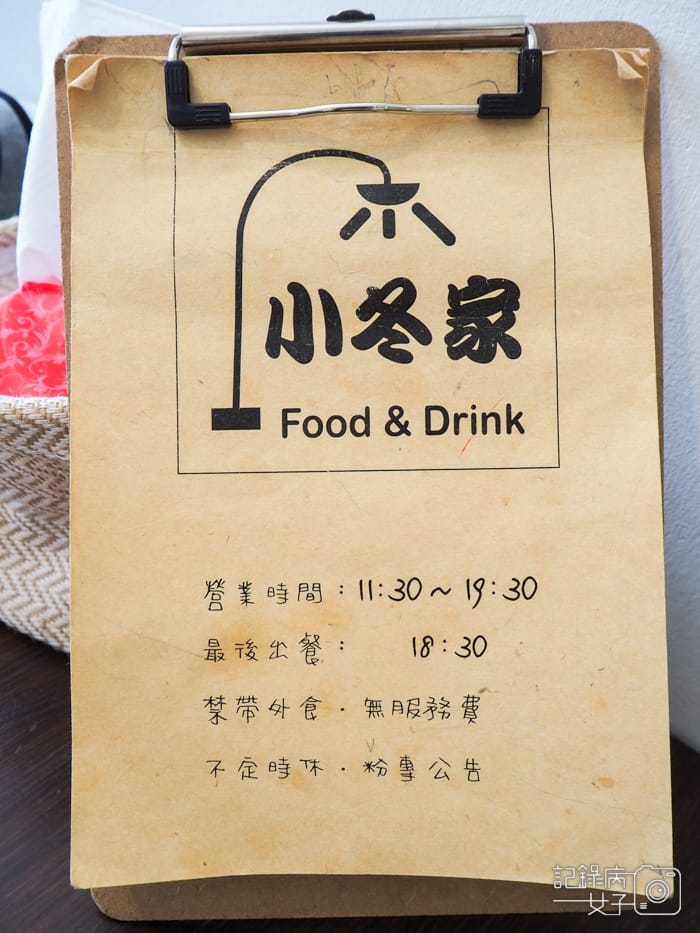 小冬家
Food & Drink
營業時間：11:30～19:30
最後出餐：18:30
禁帶外食．無服務費
不定時休．粉專公告
記錄病
女子